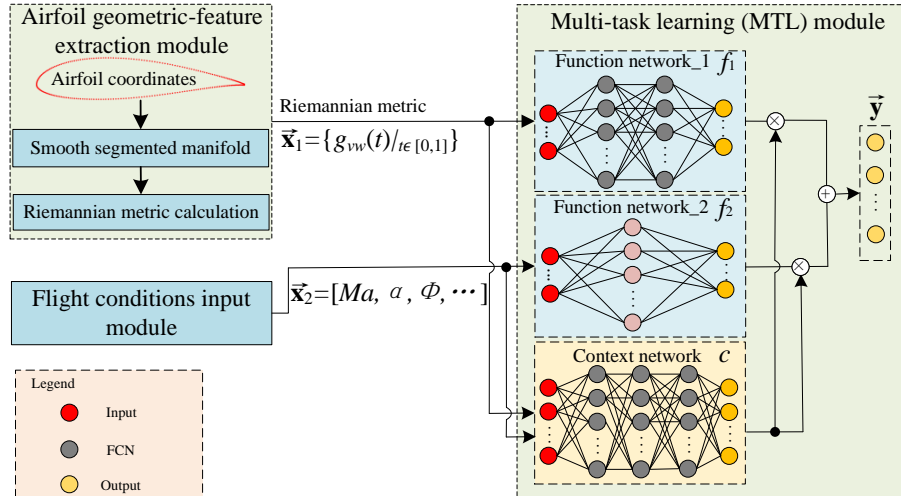 Airfoil geometric-feature
extraction module
Airfoil coordinates
Smooth segmented manifold
Riemannian metric calculation
Flight conditions input
module
Legend
Input
FCN
Output
Riemannian metric
x⃗₁={g_vw(t)/_t∈[0,1]}
x⃗₂=[Ma, α, Φ, ⋯]
Multi-task learning (MTL) module
Function network_1 f₁
Function network_2 f₂
Context network c
y⃗